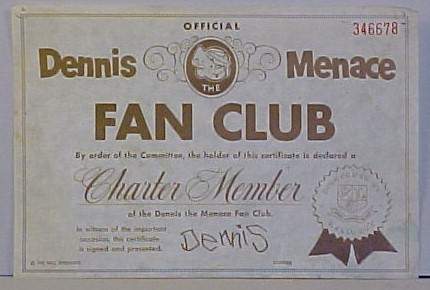 OFFICIAL
346678
Dennis THE Menace
FAN CLUB
By order of the Committee, the holder of this certificate is declared a
Charter Member
of the Dennis the Menace Fan Club.
In witness of the important
occasion, this certificate
is signed and presented.
DENNIS